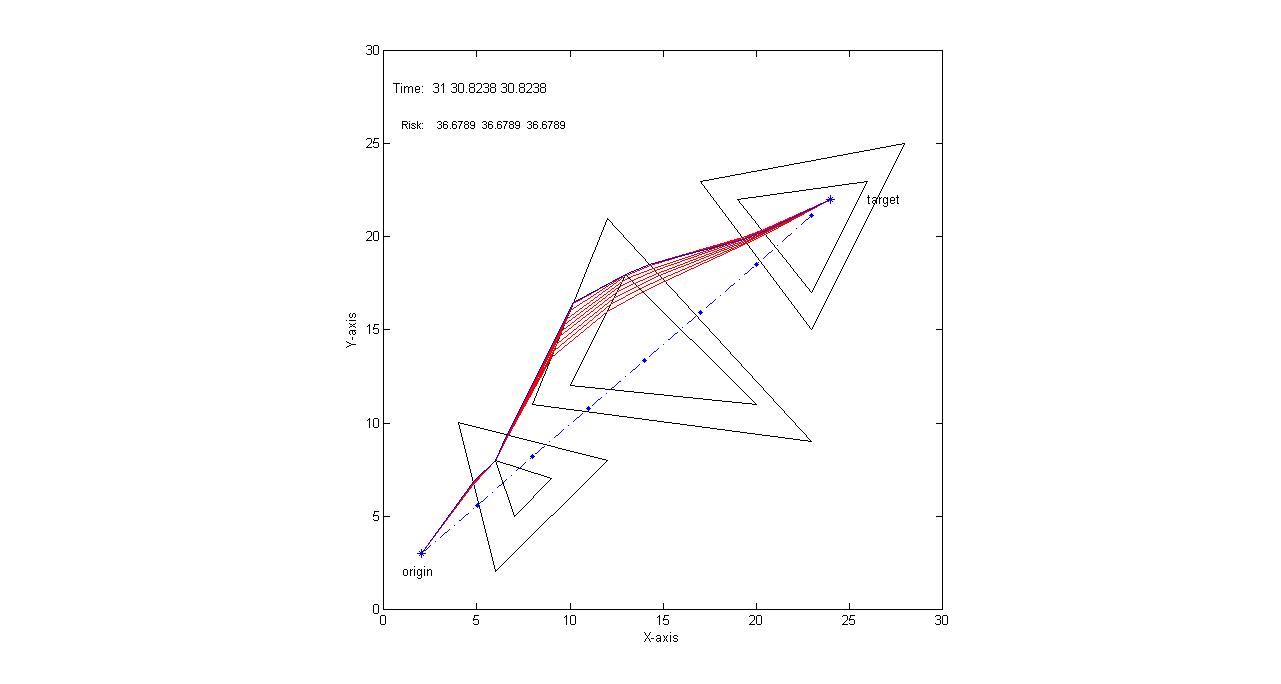 30
Time: 31 30.8238 30.8238
Risk: 36.6789 36.6789 36.6789
25
target
20
15
Y-axis
10
5
origin
0
0 5 10 15 20 25 30
X-axis